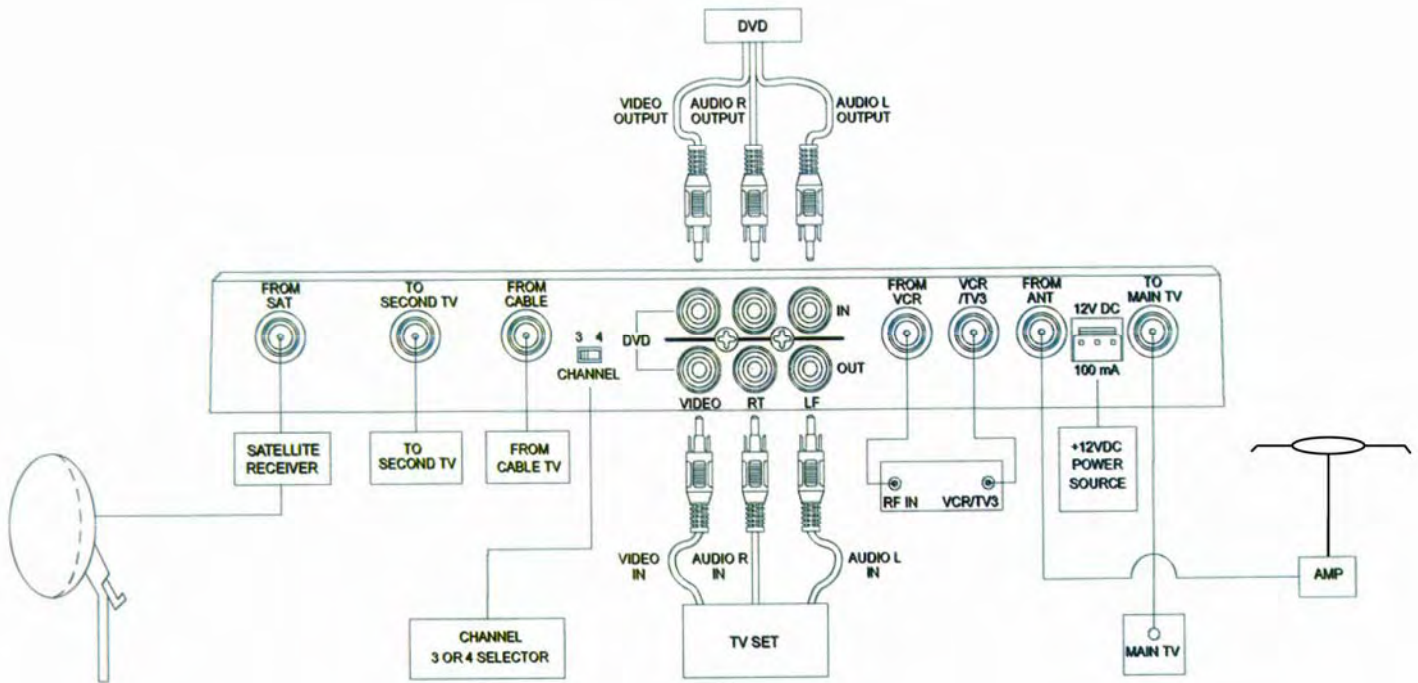 DVD
VIDEO
OUTPUT
AUDIO R
OUTPUT
AUDIO L
OUTPUT
FROM
SAT
TO
SECOND TV
FROM
CABLE
3 4
CHANNEL
DVD
IN
OUT
VIDEO
RT
LF
FROM
VCR
VCR
/TV3
FROM
ANT
12V DC
100 mA
TO
MAIN TV
SATELLITE
RECEIVER
TO
SECOND TV
FROM
CABLE TV
RF IN
VCR/TV3
+12VDC
POWER
SOURCE
VIDEO
IN
AUDIO R
IN
AUDIO L
IN
AMP
CHANNEL
3 OR 4 SELECTOR
TV SET
MAIN TV